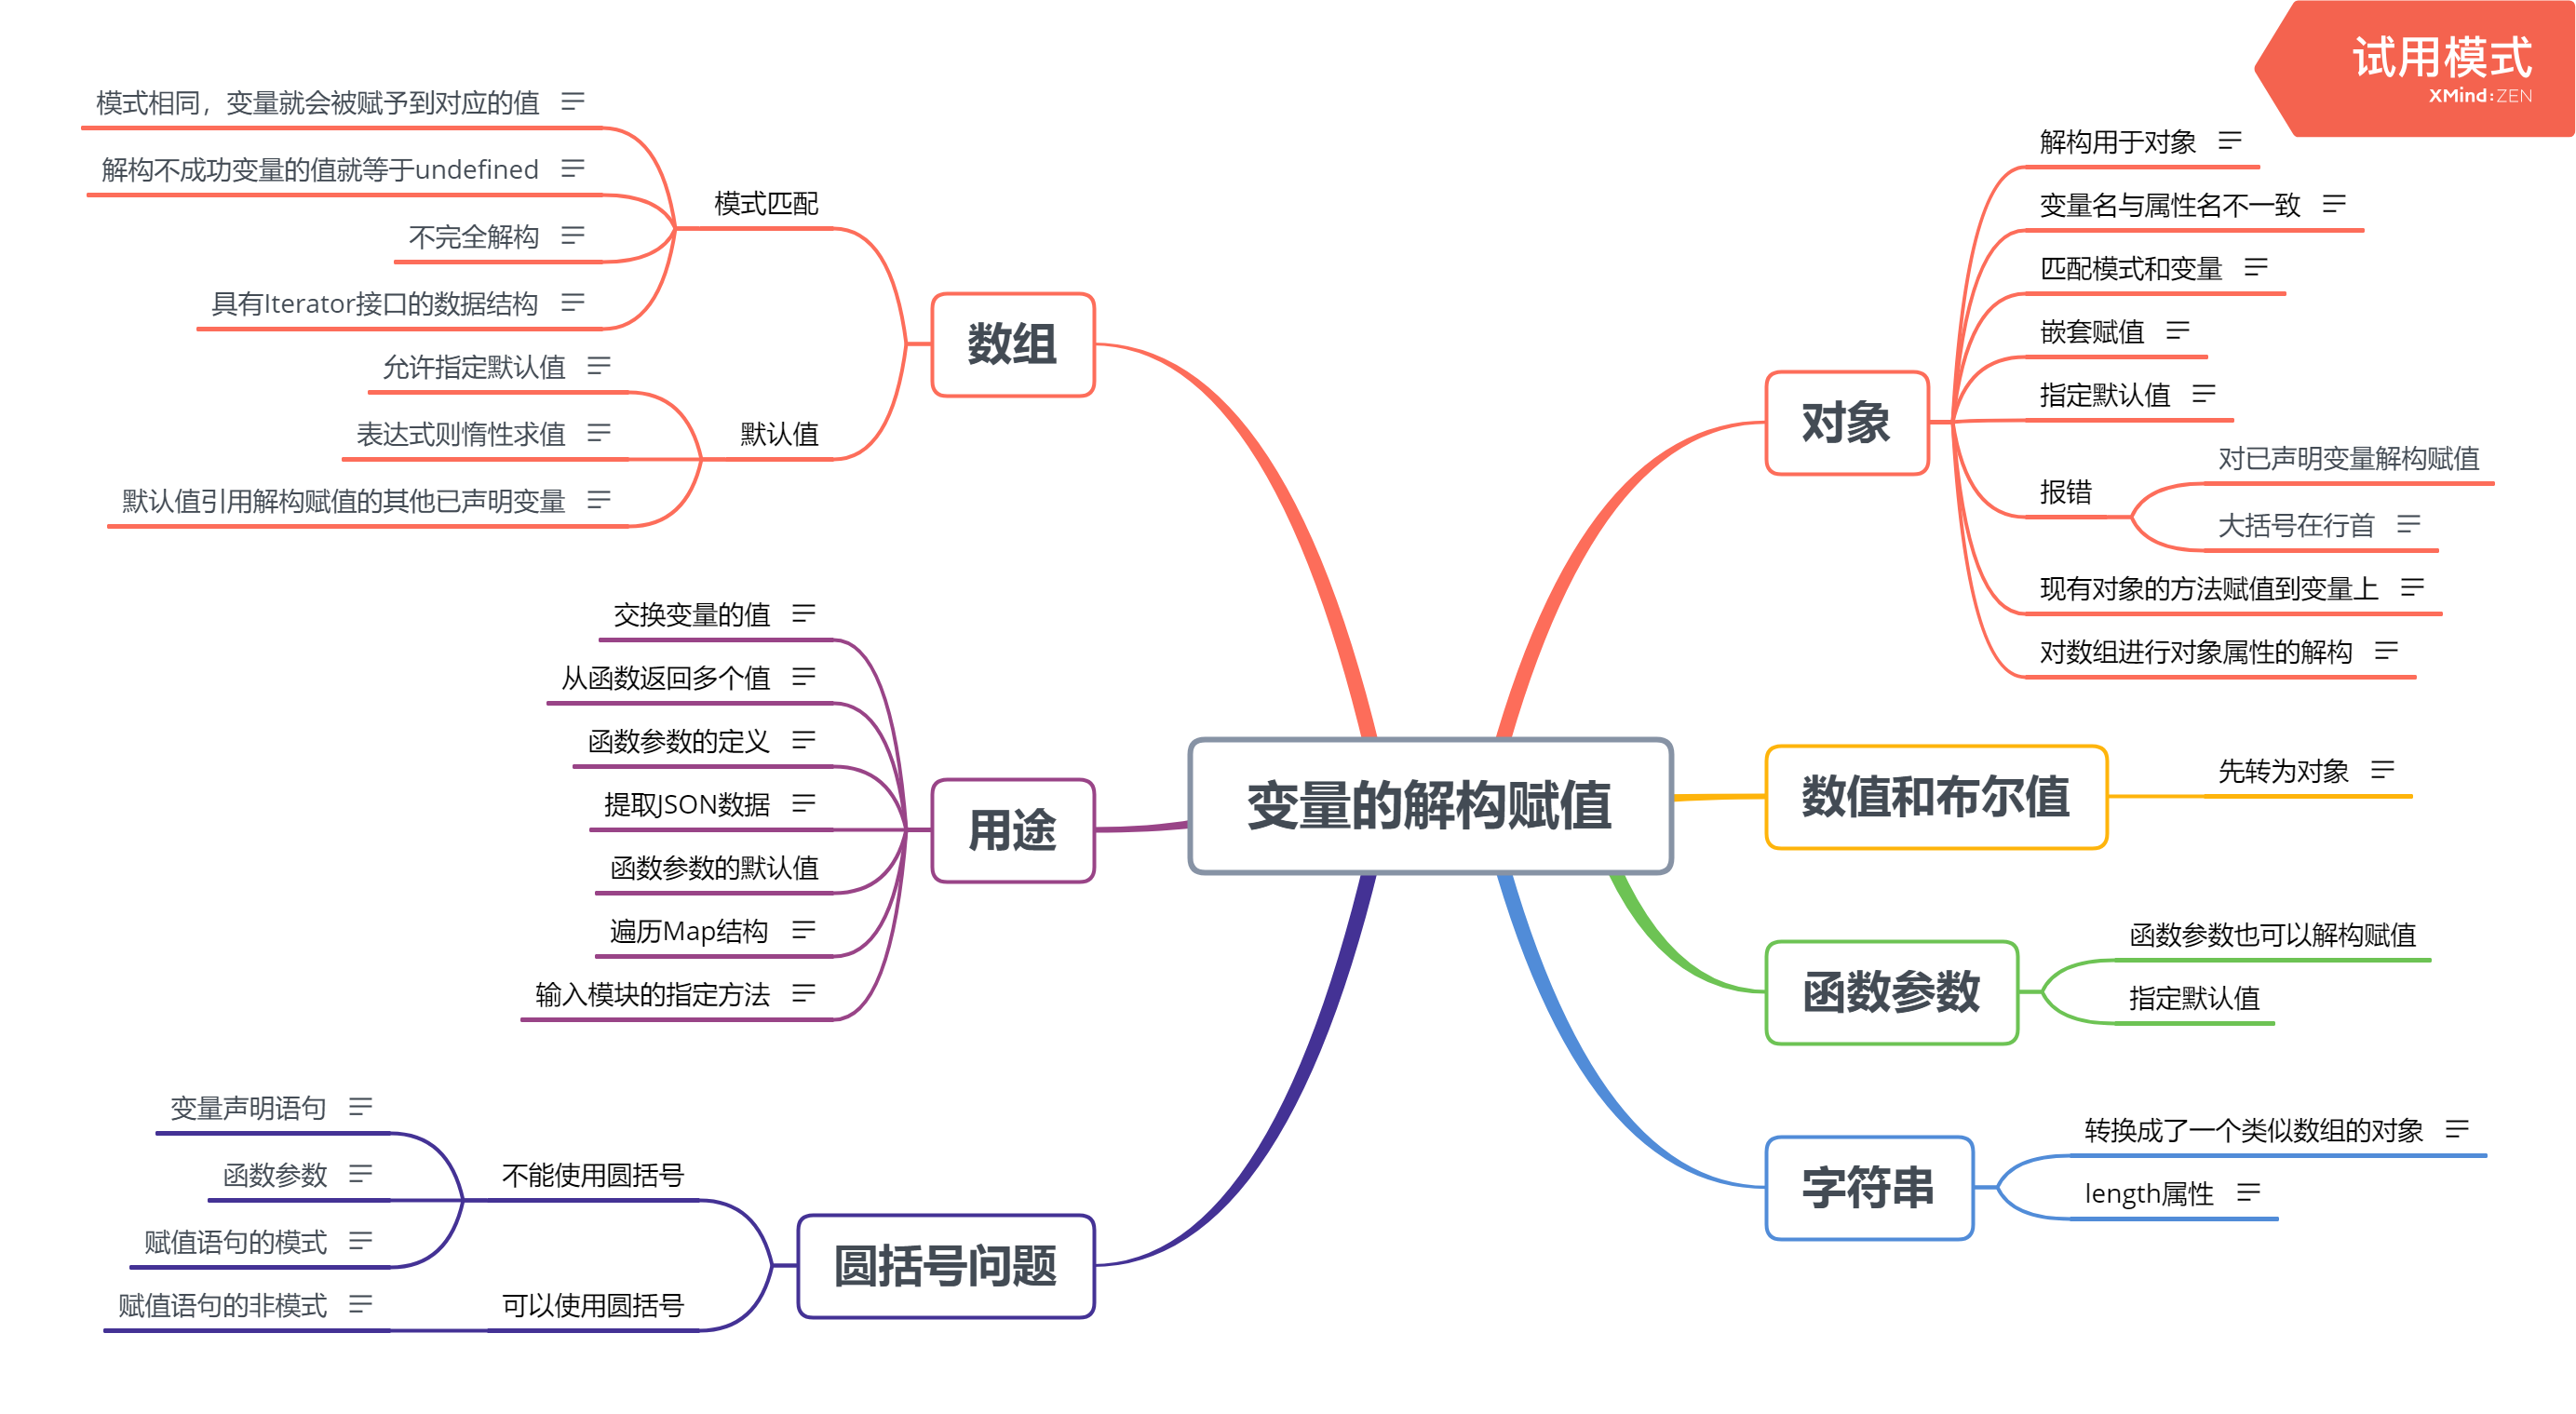 试用模式
XMind:ZEN
变量的解构赋值
对象
解构用于对象
变量名与属性名不一致
匹配模式和变量
嵌套赋值
指定默认值
报错
对已声明变量解构赋值
大括号在行首
现有对象的方法赋值到变量上
对数组进行对象属性的解构
数值和布尔值
先转为对象
函数参数
函数参数也可以解构赋值
指定默认值
字符串
转换成了一个类似数组的对象
length属性
数组
模式匹配
模式相同，变量就会被赋予到对应的值
解构不成功变量的值就等于undefined
不完全解构
具有Iterator接口的数据结构
默认值
允许指定默认值
表达式则惰性求值
默认值引用解构赋值的其他已声明变量
用途
交换变量的值
从函数返回多个值
函数参数的定义
提取JSON数据
函数参数的默认值
遍历Map结构
输入模块的指定方法
圆括号问题
不能使用圆括号
变量声明语句
函数参数
赋值语句的模式
可以使用圆括号
赋值语句的非模式